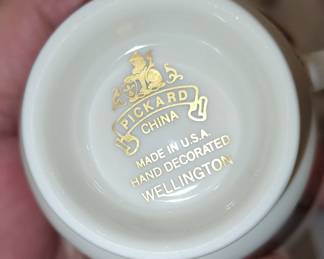 PICKARD
CHINA
MADE IN U.S.A.
HAND DECORATED
WELLINGTON